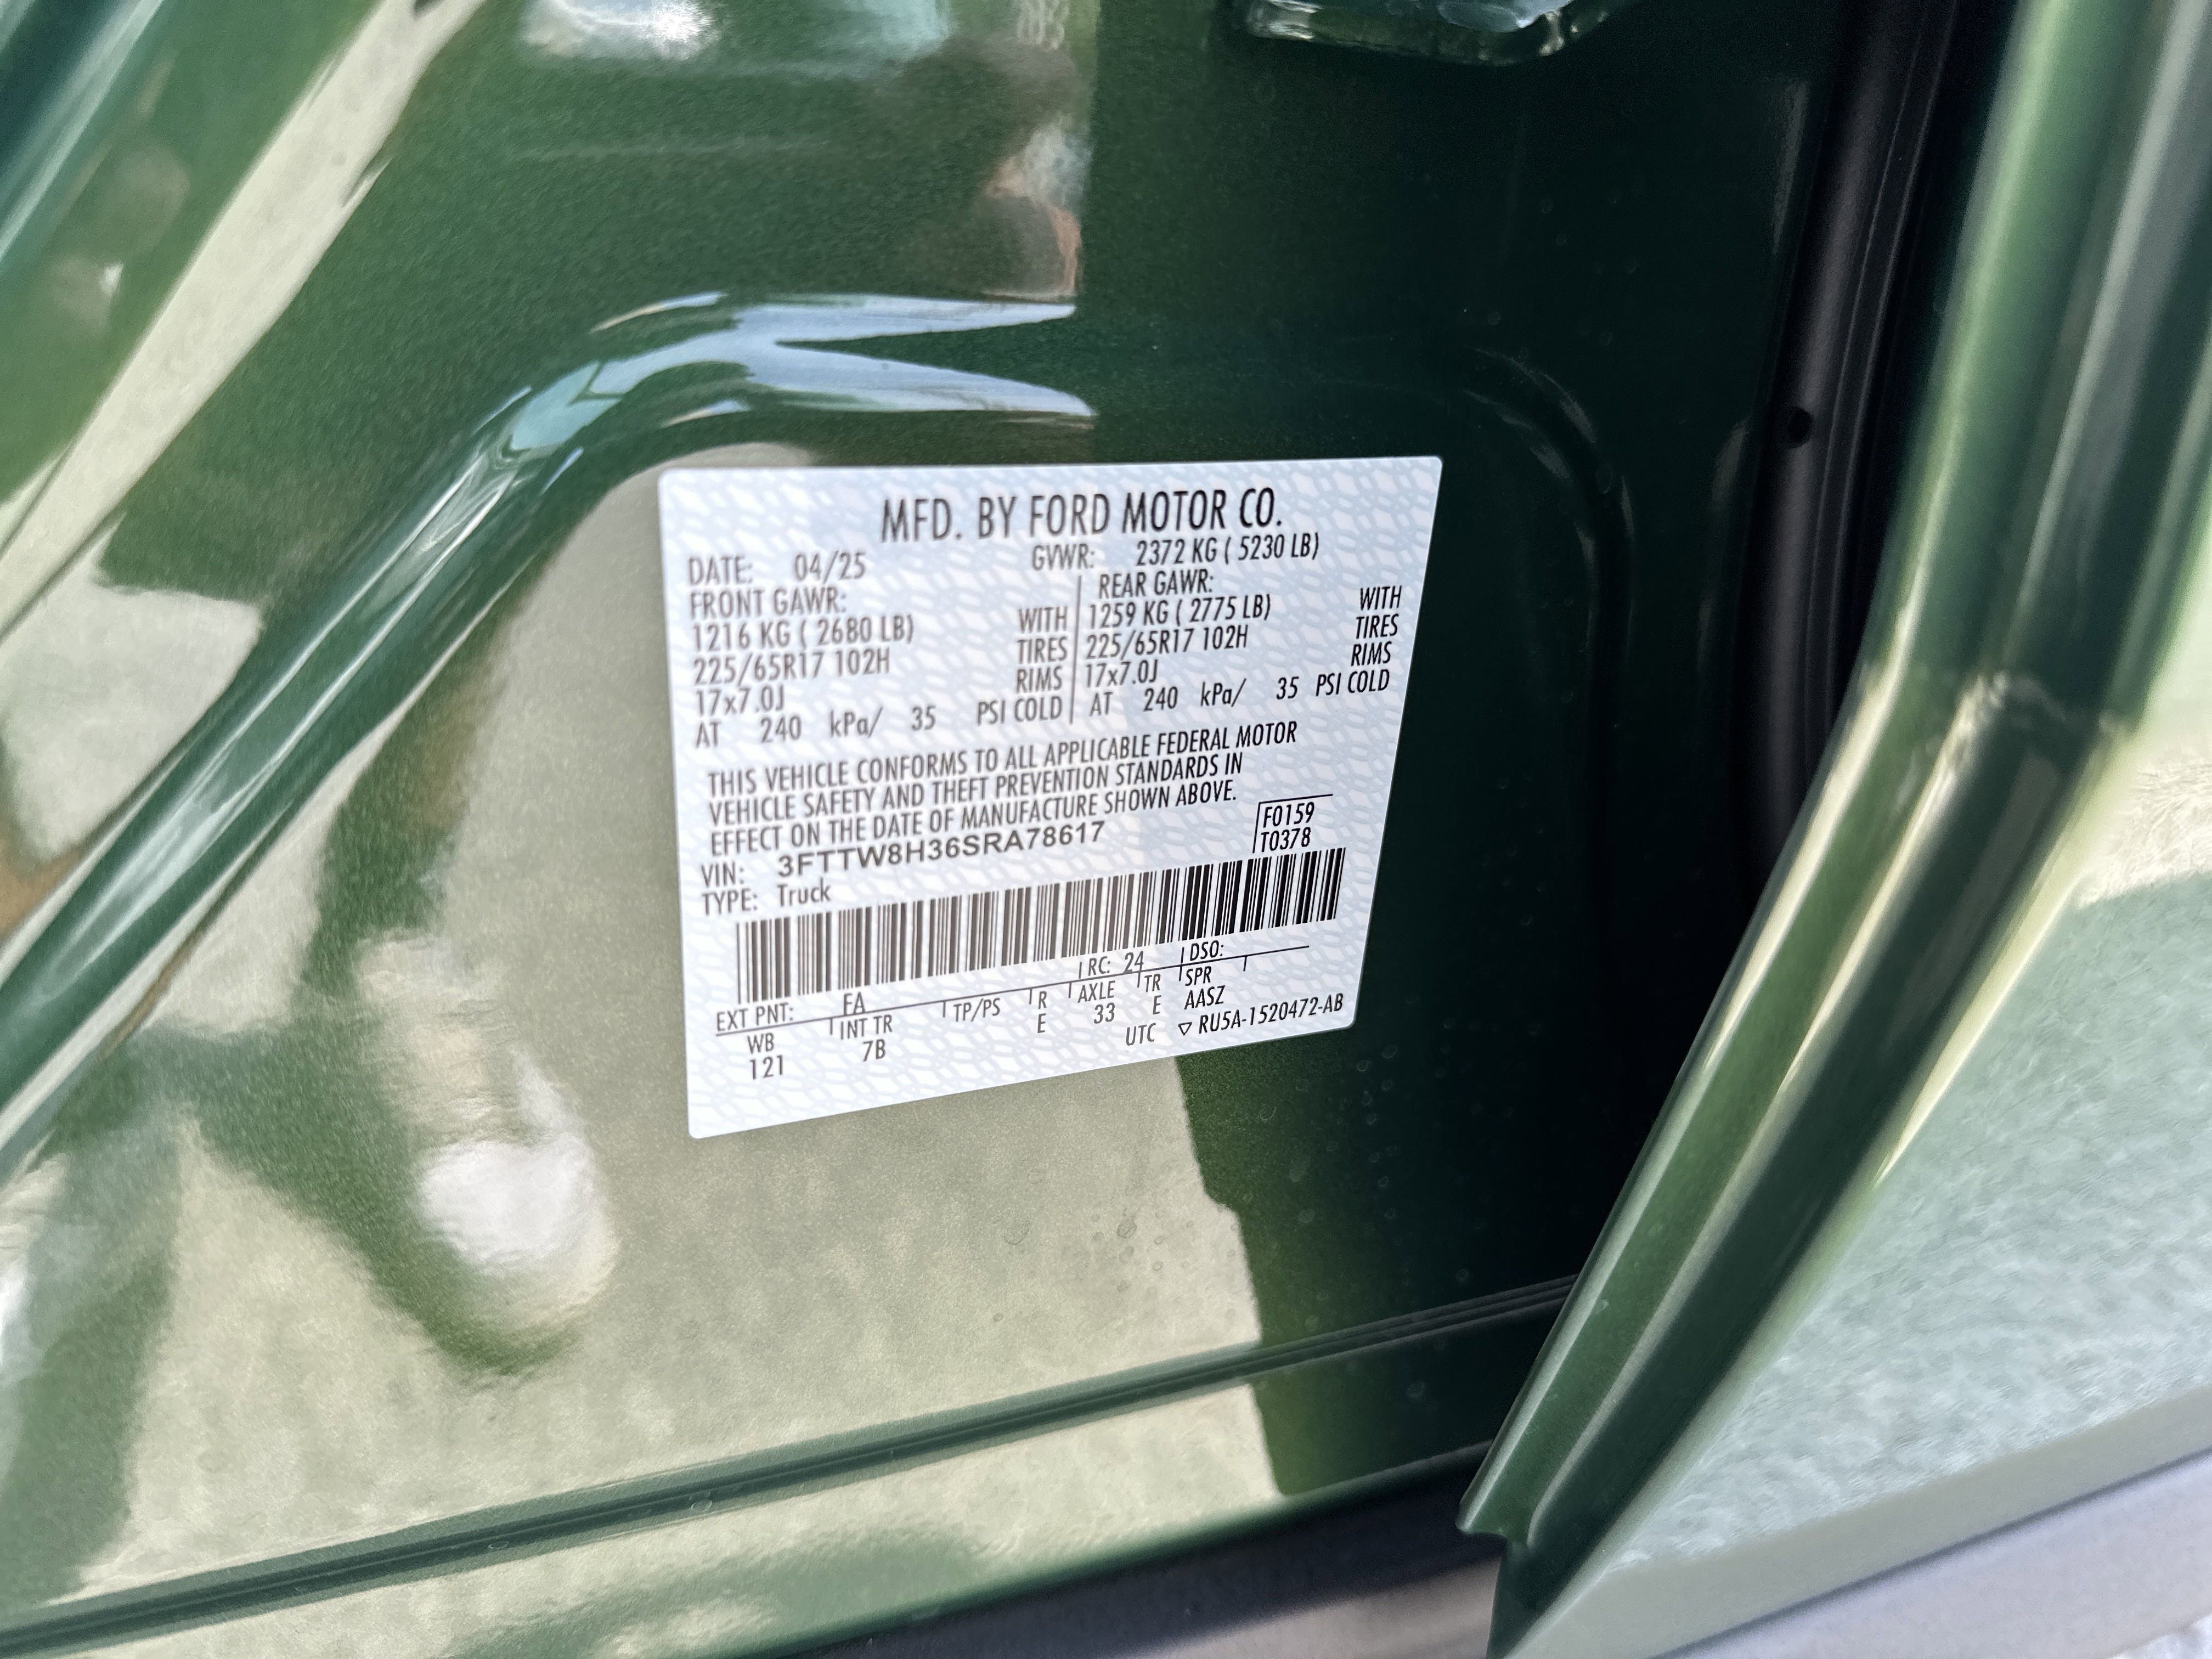 MFD. BY FORD MOTOR CO.
DATE: 04/25 GVWR: 2372 KG ( 5230 LB)
FRONT GAWR: REAR GAWR:
1216 KG ( 2680 LB) WITH 1259 KG ( 2775 LB) WITH
225/65R17 102H TIRES 225/65R17 102H TIRES
17x7.0J RIMS 17x7.0J RIMS
AT 240 kPa/ 35 PSI COLD AT 240 kPa/ 35 PSI COLD
THIS VEHICLE CONFORMS TO ALL APPLICABLE FEDERAL MOTOR
VEHICLE SAFETY AND THEFT PREVENTION STANDARDS IN
EFFECT ON THE DATE OF MANUFACTURE SHOWN ABOVE.
VIN: 3FTTW8H36SRA78617 F0159
TYPE: Truck T0378
EXT PNT: FA RC: 24 DSO:
WB INT TR TP/PS R AXLE TR SPR
121 7B E 33 E AASZ
UTC ▽ RU5A-1520472-AB